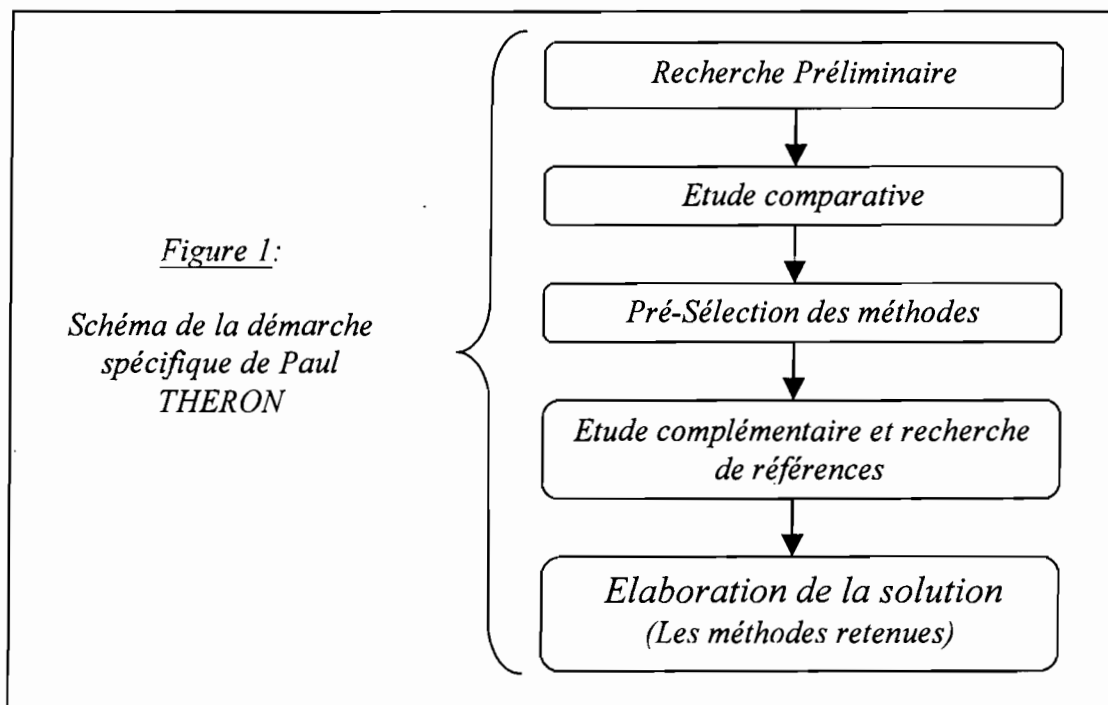 Figure 1:
Schéma de la démarche
spécifique de Paul
THERON
Recherche Préliminaire
Etude comparative
Pré-Sélection des méthodes
Etude complémentaire et recherche
de références
Elaboration de la solution
(Les méthodes retenues)